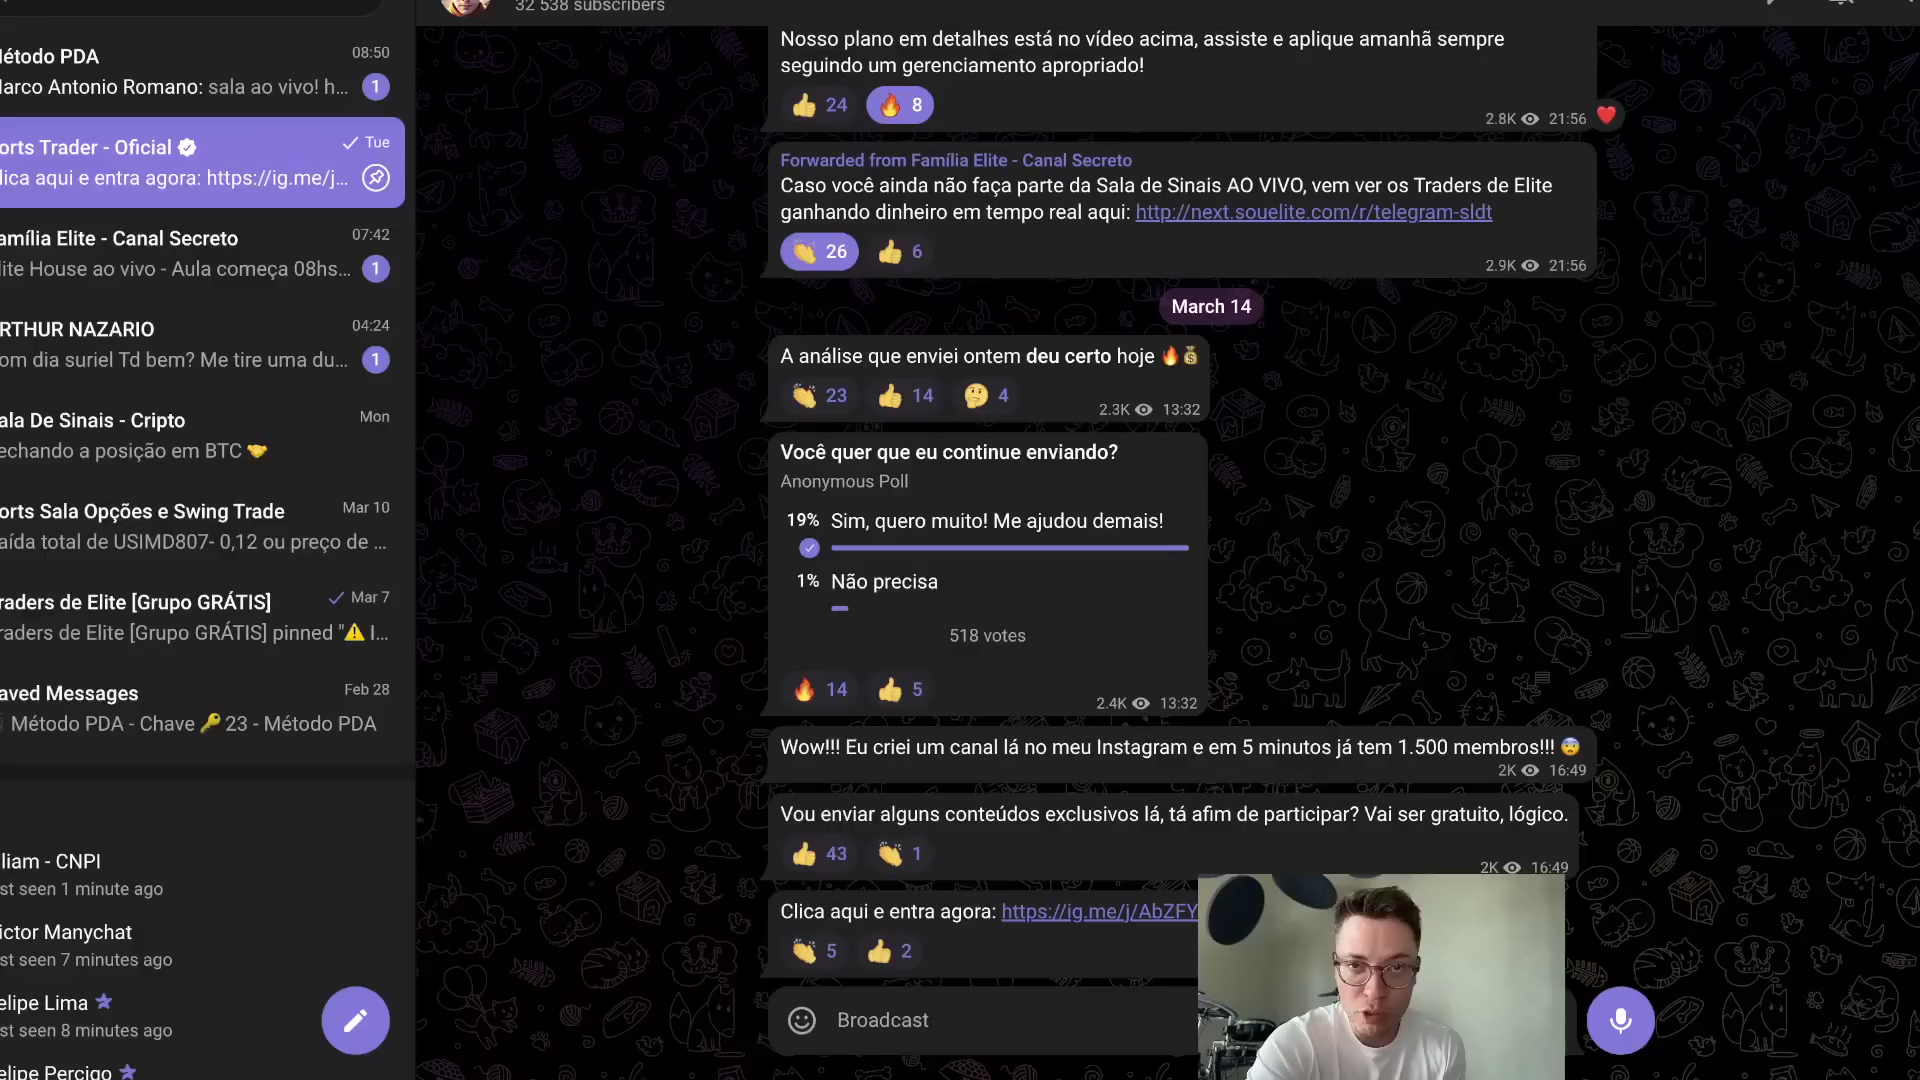 32 538 subscribers
étodo PDA
08:50
arco Antonio Romano: sala ao vivo! h...
1
orts Trader - Oficial
Tue
lica aqui e entra agora: https://ig.me/j...
amília Elite - Canal Secreto
07:42
lite House ao vivo - Aula começa 08hs...
1
RTHUR NAZARIO
04:24
om dia suriel Td bem? Me tire uma du...
1
ala De Sinais - Cripto
Mon
echando a posição em BTC 🤝
orts Sala Opções e Swing Trade
Mar 10
aída total de USIMD807- 0,12 ou preço de ...
raders de Elite [Grupo GRÁTIS]
Mar 7
raders de Elite [Grupo GRÁTIS] pinned "⚠️ I...
aved Messages
Feb 28
Método PDA - Chave 🔑 23 - Método PDA
lliam - CNPI
st seen 1 minute ago
ictor Manychat
st seen 7 minutes ago
elipe Lima
st seen 8 minutes ago
elipe Percigo
Nosso plano em detalhes está no vídeo acima, assiste e aplique amanhã sempre
seguindo um gerenciamento apropriado!
👍 24 🔥 8
2.8K 21:56 ❤️
Forwarded from Família Elite - Canal Secreto
Caso você ainda não faça parte da Sala de Sinais AO VIVO, vem ver os Traders de Elite
ganhando dinheiro em tempo real aqui: http://next.souelite.com/r/telegram-sldt
👏 26 👍 6
2.9K 21:56
March 14
A análise que enviei ontem deu certo hoje 🔥💰
👏 23 👍 14 🤔 4
2.3K 13:32
Você quer que eu continue enviando?
Anonymous Poll
19% Sim, quero muito! Me ajudou demais!
1% Não precisa
518 votes
🔥 14 👍 5
2.4K 13:32
Wow!!! Eu criei um canal lá no meu Instagram e em 5 minutos já tem 1.500 membros!!! 😨
2K 16:49
Vou enviar alguns conteúdos exclusivos lá, tá afim de participar? Vai ser gratuito, lógico.
👍 43 👏 1
2K 16:49
Clica aqui e entra agora: https://ig.me/j/AbZFY
👏 5 👍 2
Broadcast